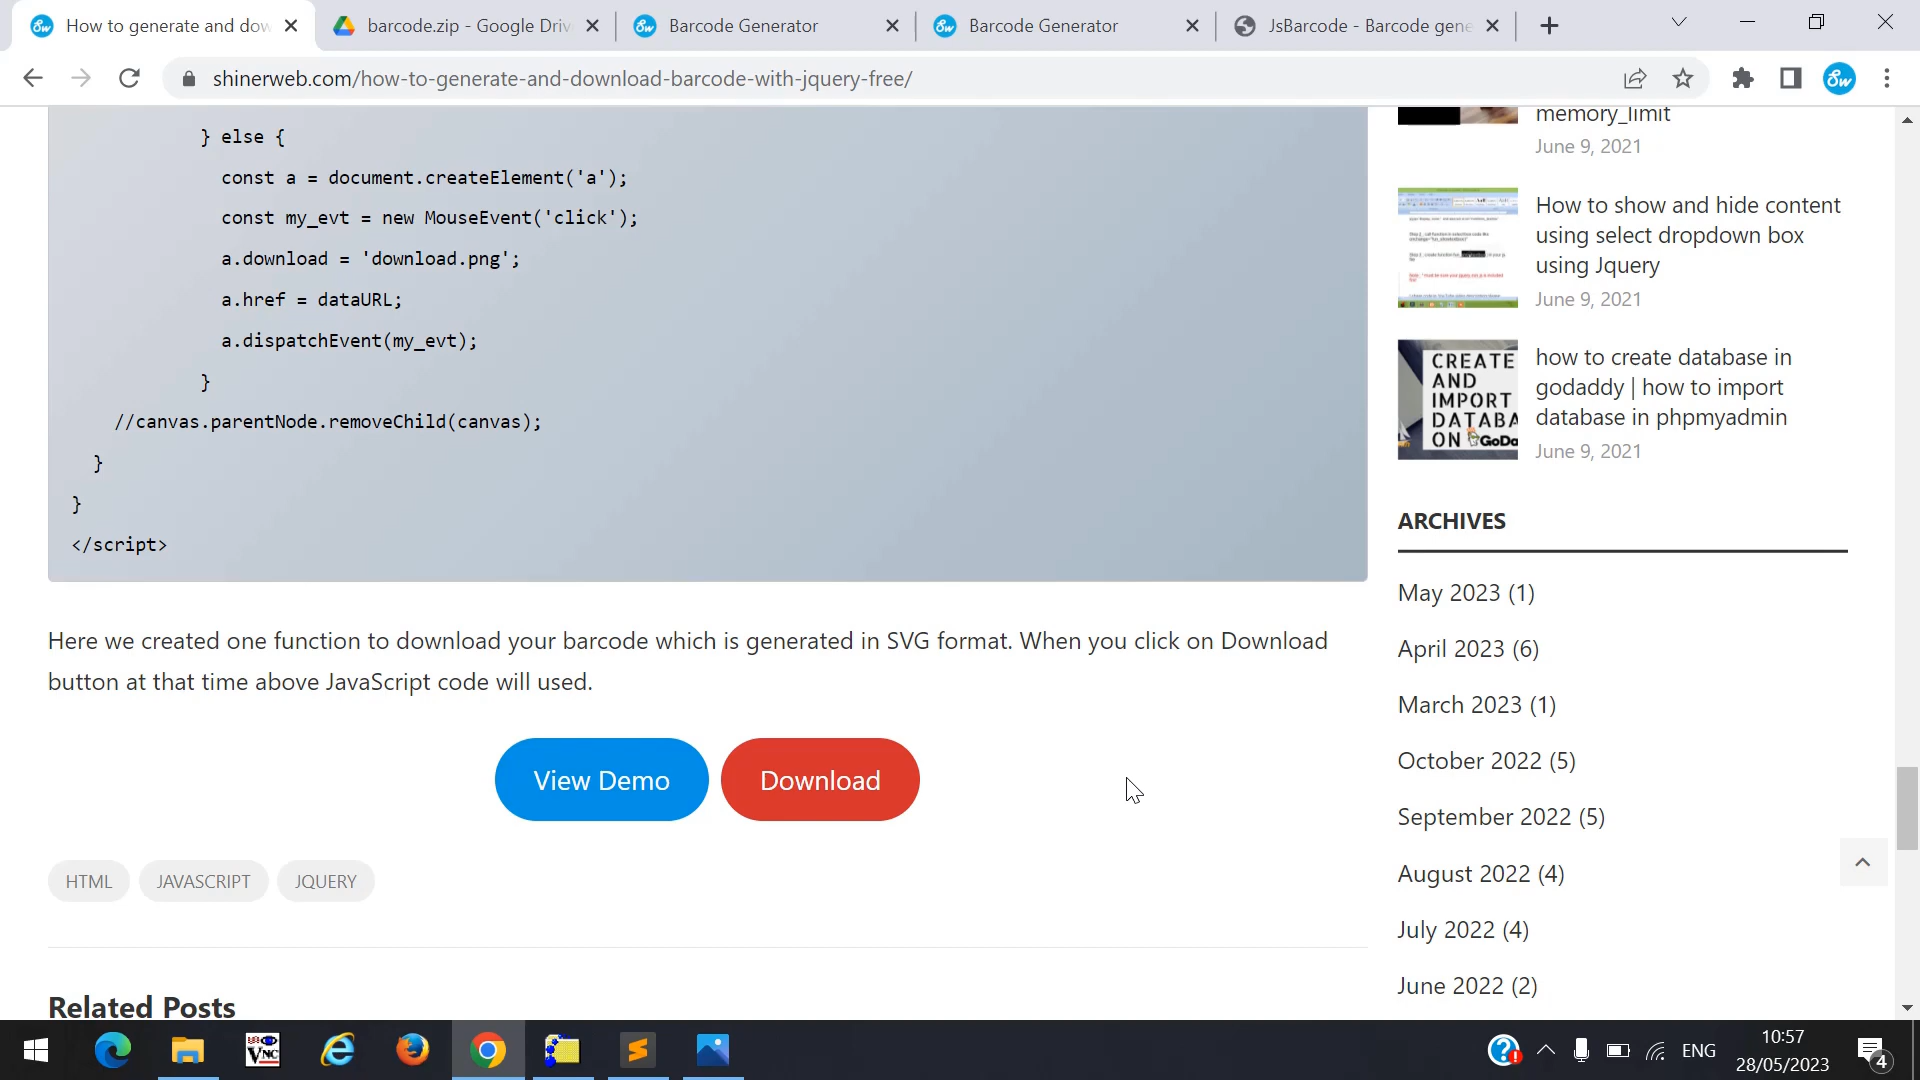 How to generate and dow
barcode.zip - Google Driv
Barcode Generator
Barcode Generator
JsBarcode - Barcode gene
shinerweb.com/how-to-generate-and-download-barcode-with-jquery-free/
} else {
const a = document.createElement('a');
const my_evt = new MouseEvent('click');
a.download = 'download.png';
a.href = dataURL;
a.dispatchEvent(my_evt);
}
//canvas.parentNode.removeChild(canvas);
}
}
</script>
Here we created one function to download your barcode which is generated in SVG format. When you click on Download
button at that time above JavaScript code will used.
View Demo
Download
HTML
JAVASCRIPT
JQUERY
Related Posts
memory_limit
June 9, 2021
How to show and hide content
using select dropdown box
using Jquery
June 9, 2021
CREATE
AND
IMPORT
DATABA
ON GoDa
how to create database in
godaddy | how to import
database in phpmyadmin
June 9, 2021
ARCHIVES
May 2023 (1)
April 2023 (6)
March 2023 (1)
October 2022 (5)
September 2022 (5)
August 2022 (4)
July 2022 (4)
June 2022 (2)
ENG
10:57
28/05/2023
4